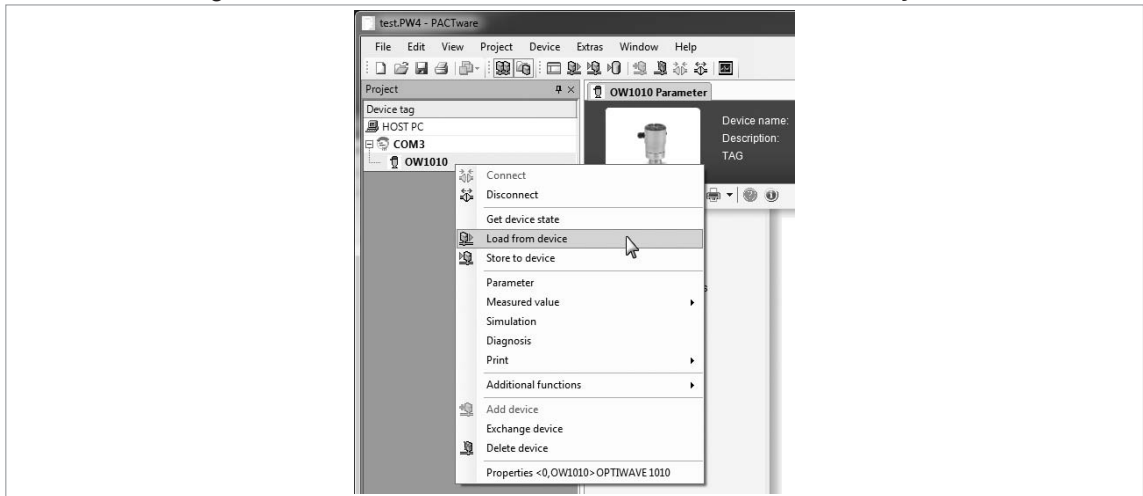 test.PW4 - PACTware
File Edit View Project Device Extras Window Help
Project
OW1010 Parameter
Device tag
HOST PC
COM3
OW1010
Device name:
Description:
TAG
Connect
Disconnect
Get device state
Load from device
Store to device
Parameter
Measured value
Simulation
Diagnosis
Print
Additional functions
Add device
Exchange device
Delete device
Properties <0,OW1010> OPTIWAVE 1010